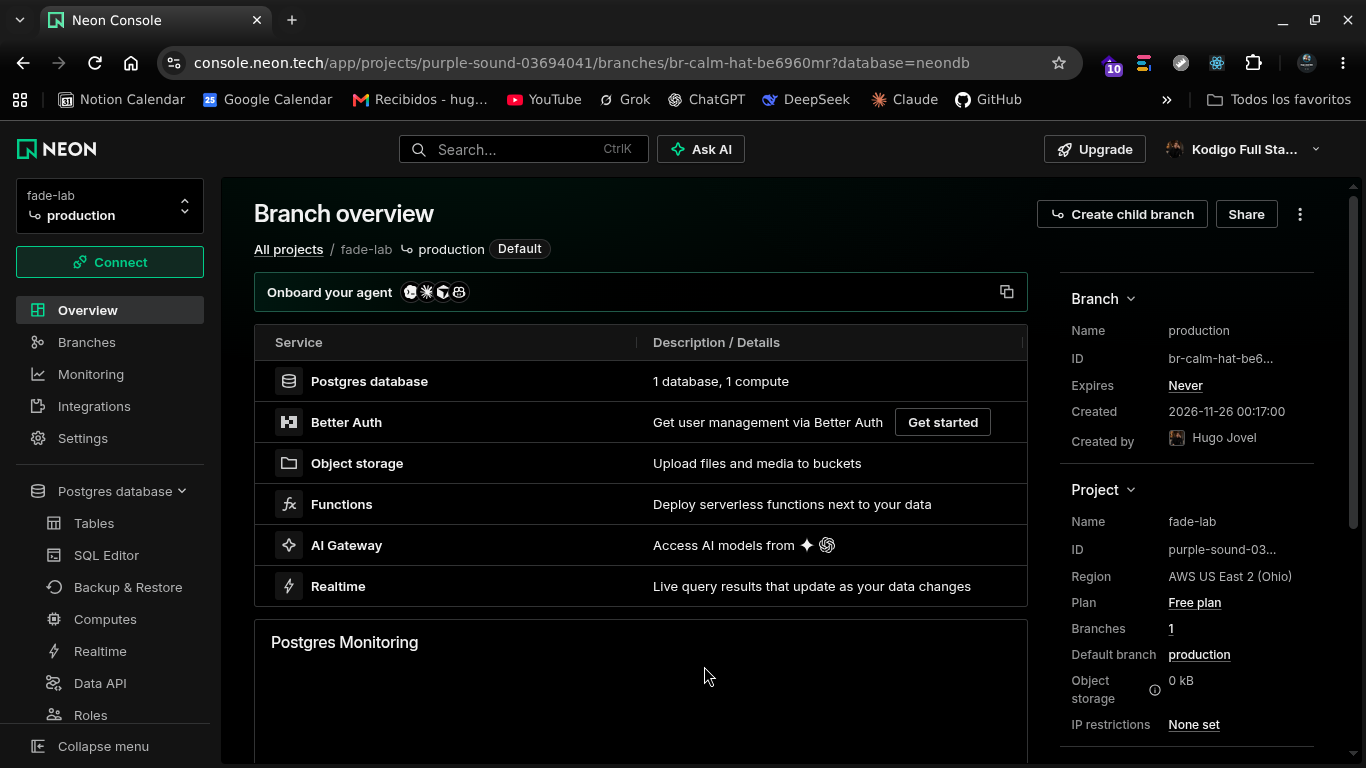 Neon Console
console.neon.tech/app/projects/purple-sound-03694041/branches/br-calm-hat-be6960mr?database=neondb
10
Notion Calendar
Google Calendar
Recibidos - hug...
YouTube
Grok
ChatGPT
DeepSeek
Claude
GitHub
Todos los favoritos
NEON
Search...
CtrlK
Ask AI
Upgrade
Kodigo Full Sta...
fade-lab
production
Connect
Overview
Branches
Monitoring
Integrations
Settings
Postgres database
Tables
SQL Editor
Backup & Restore
Computes
Realtime
Data API
Roles
Collapse menu
Branch overview
Create child branch
Share
All projects / fade-lab production Default
Onboard your agent
Service Description / Details
Postgres database 1 database, 1 compute
Better Auth Get user management via Better Auth Get started
Object storage Upload files and media to buckets
Functions Deploy serverless functions next to your data
AI Gateway Access AI models from
Realtime Live query results that update as your data changes
Postgres Monitoring
Branch
Name production
ID br-calm-hat-be6...
Expires Never
Created 2026-11-26 00:17:00
Created by Hugo Jovel
Project
Name fade-lab
ID purple-sound-03...
Region AWS US East 2 (Ohio)
Plan Free plan
Branches 1
Default branch production
Object storage 0 kB
IP restrictions None set